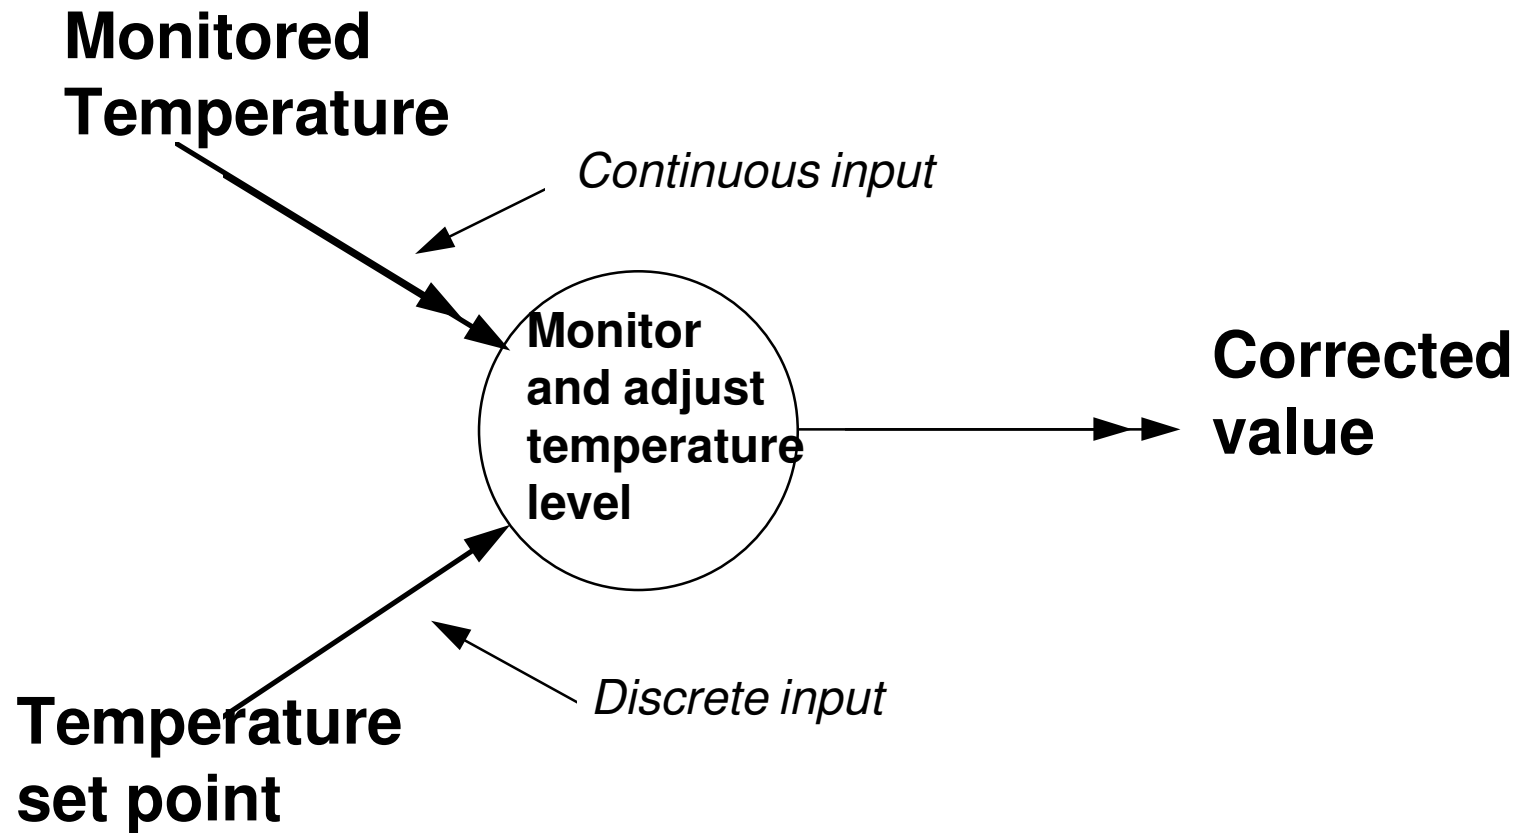 Monitored
Temperature
Continuous input
Monitor
and adjust
temperature
level
Corrected
value
Discrete input
Temperature
set point